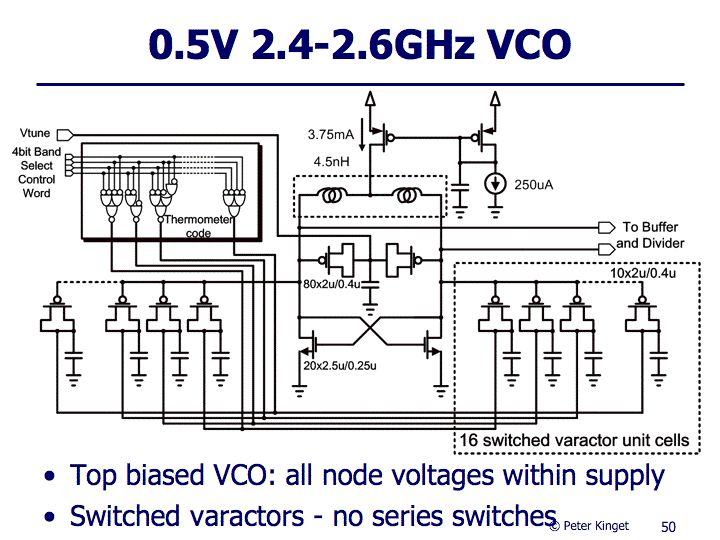 0.5V 2.4-2.6GHz VCO
Vtune
4bit Band
Select
Control
Word
Thermometer
code
3.75mA
4.5nH
250uA
To Buffer
and Divider
80x2u/0.4u
10x2u/0.4u
20x2.5u/0.25u
16 switched varactor unit cells
• Top biased VCO: all node voltages within supply
• Switched varactors - no series switches
© Peter Kinget
50